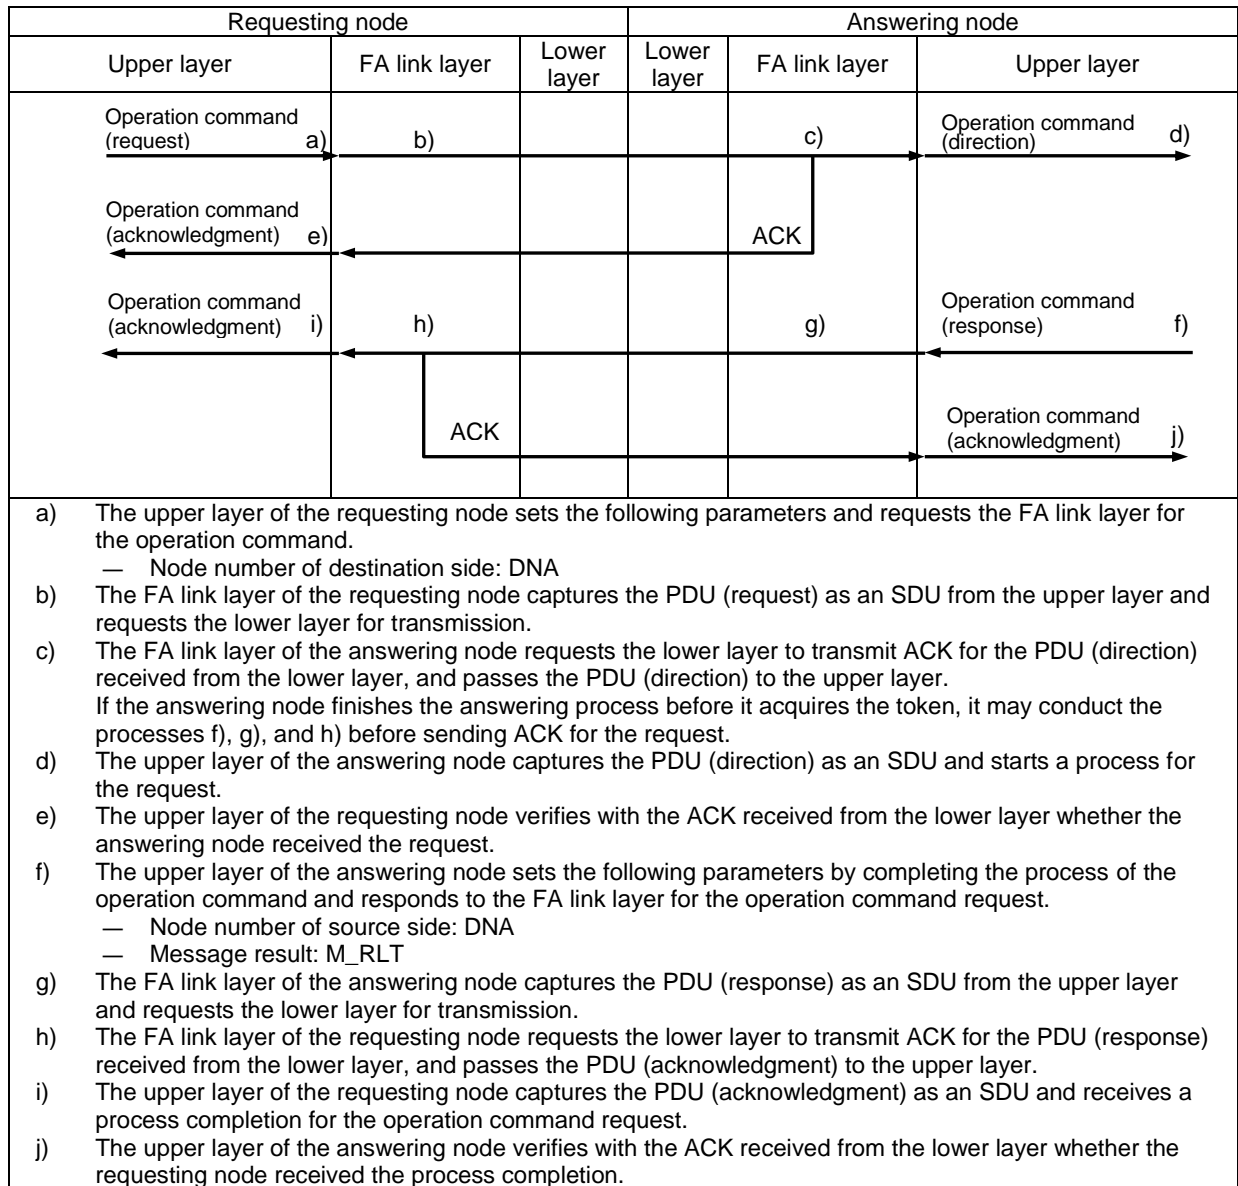 Requesting node
Answering node
Upper layer
FA link layer
Lower layer
Lower layer
FA link layer
Upper layer
Operation command
(request) a)
b)
c)
Operation command
(direction) d)
Operation command
(acknowledgment) e)
ACK
Operation command
(acknowledgment) i)
h)
g)
Operation command
(response) f)
ACK
Operation command
(acknowledgment) j)
a) The upper layer of the requesting node sets the following parameters and requests the FA link layer for
the operation command.
— Node number of destination side: DNA
b) The FA link layer of the requesting node captures the PDU (request) as an SDU from the upper layer and
requests the lower layer for transmission.
c) The FA link layer of the answering node requests the lower layer to transmit ACK for the PDU (direction)
received from the lower layer, and passes the PDU (direction) to the upper layer.
If the answering node finishes the answering process before it acquires the token, it may conduct the
processes f), g), and h) before sending ACK for the request.
d) The upper layer of the answering node captures the PDU (direction) as an SDU and starts a process for
the request.
e) The upper layer of the requesting node verifies with the ACK received from the lower layer whether the
answering node received the request.
f) The upper layer of the answering node sets the following parameters by completing the process of the
operation command and responds to the FA link layer for the operation command request.
— Node number of source side: DNA
— Message result: M_RLT
g) The FA link layer of the answering node captures the PDU (response) as an SDU from the upper layer
and requests the lower layer for transmission.
h) The FA link layer of the requesting node requests the lower layer to transmit ACK for the PDU (response)
received from the lower layer, and passes the PDU (acknowledgment) to the upper layer.
i) The upper layer of the requesting node captures the PDU (acknowledgment) as an SDU and receives a
process completion for the operation command request.
j) The upper layer of the answering node verifies with the ACK received from the lower layer whether the
requesting node received the process completion.